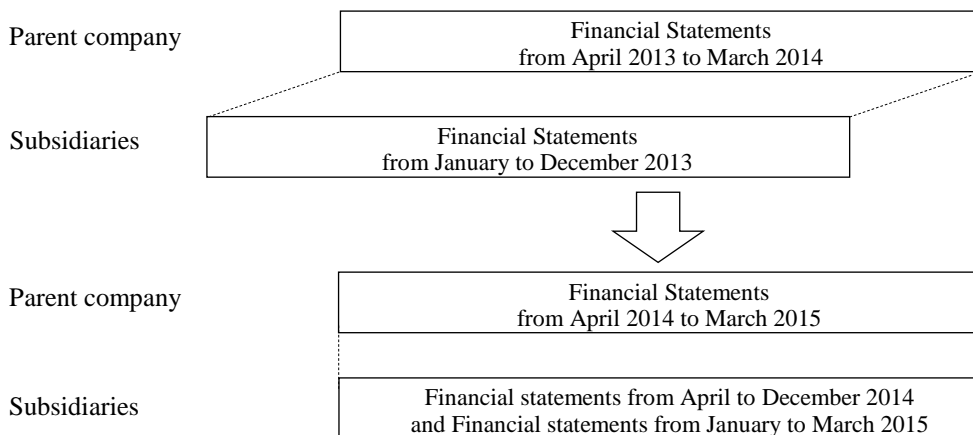 Parent company
Financial Statements
from April 2013 to March 2014
Subsidiaries
Financial Statements
from January to December 2013
Parent company
Financial Statements
from April 2014 to March 2015
Subsidiaries
Financial statements from April to December 2014
and Financial statements from January to March 2015